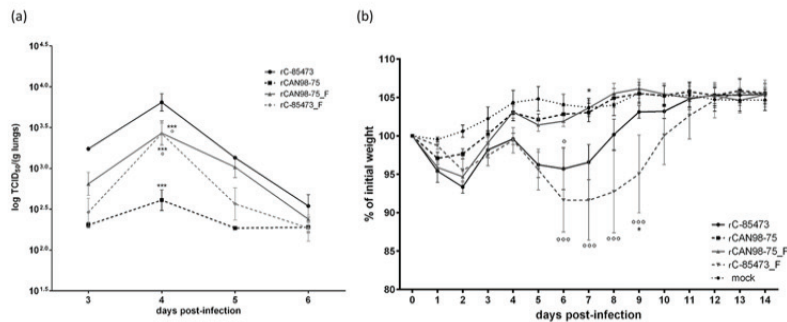 (a)
log TCID50/(g lungs)
10^4.5
10^4.0
10^3.5
10^3.0
10^2.5
10^2.0
10^1.5
3 4 5 6
days post-infection
rC-85473
rCAN98-75
rCAN98-75_F
rC-85473_F
***
°
***
°
***
(b)
% of initial weight
110
105
100
95
90
85
80
0 1 2 3 4 5 6 7 8 9 10 11 12 13 14
days post-infection
*
°
°°°
°°°
°°°
°°°
*
rC-85473
rCAN98-75
rCAN98-75_F
rC-85473_F
mock